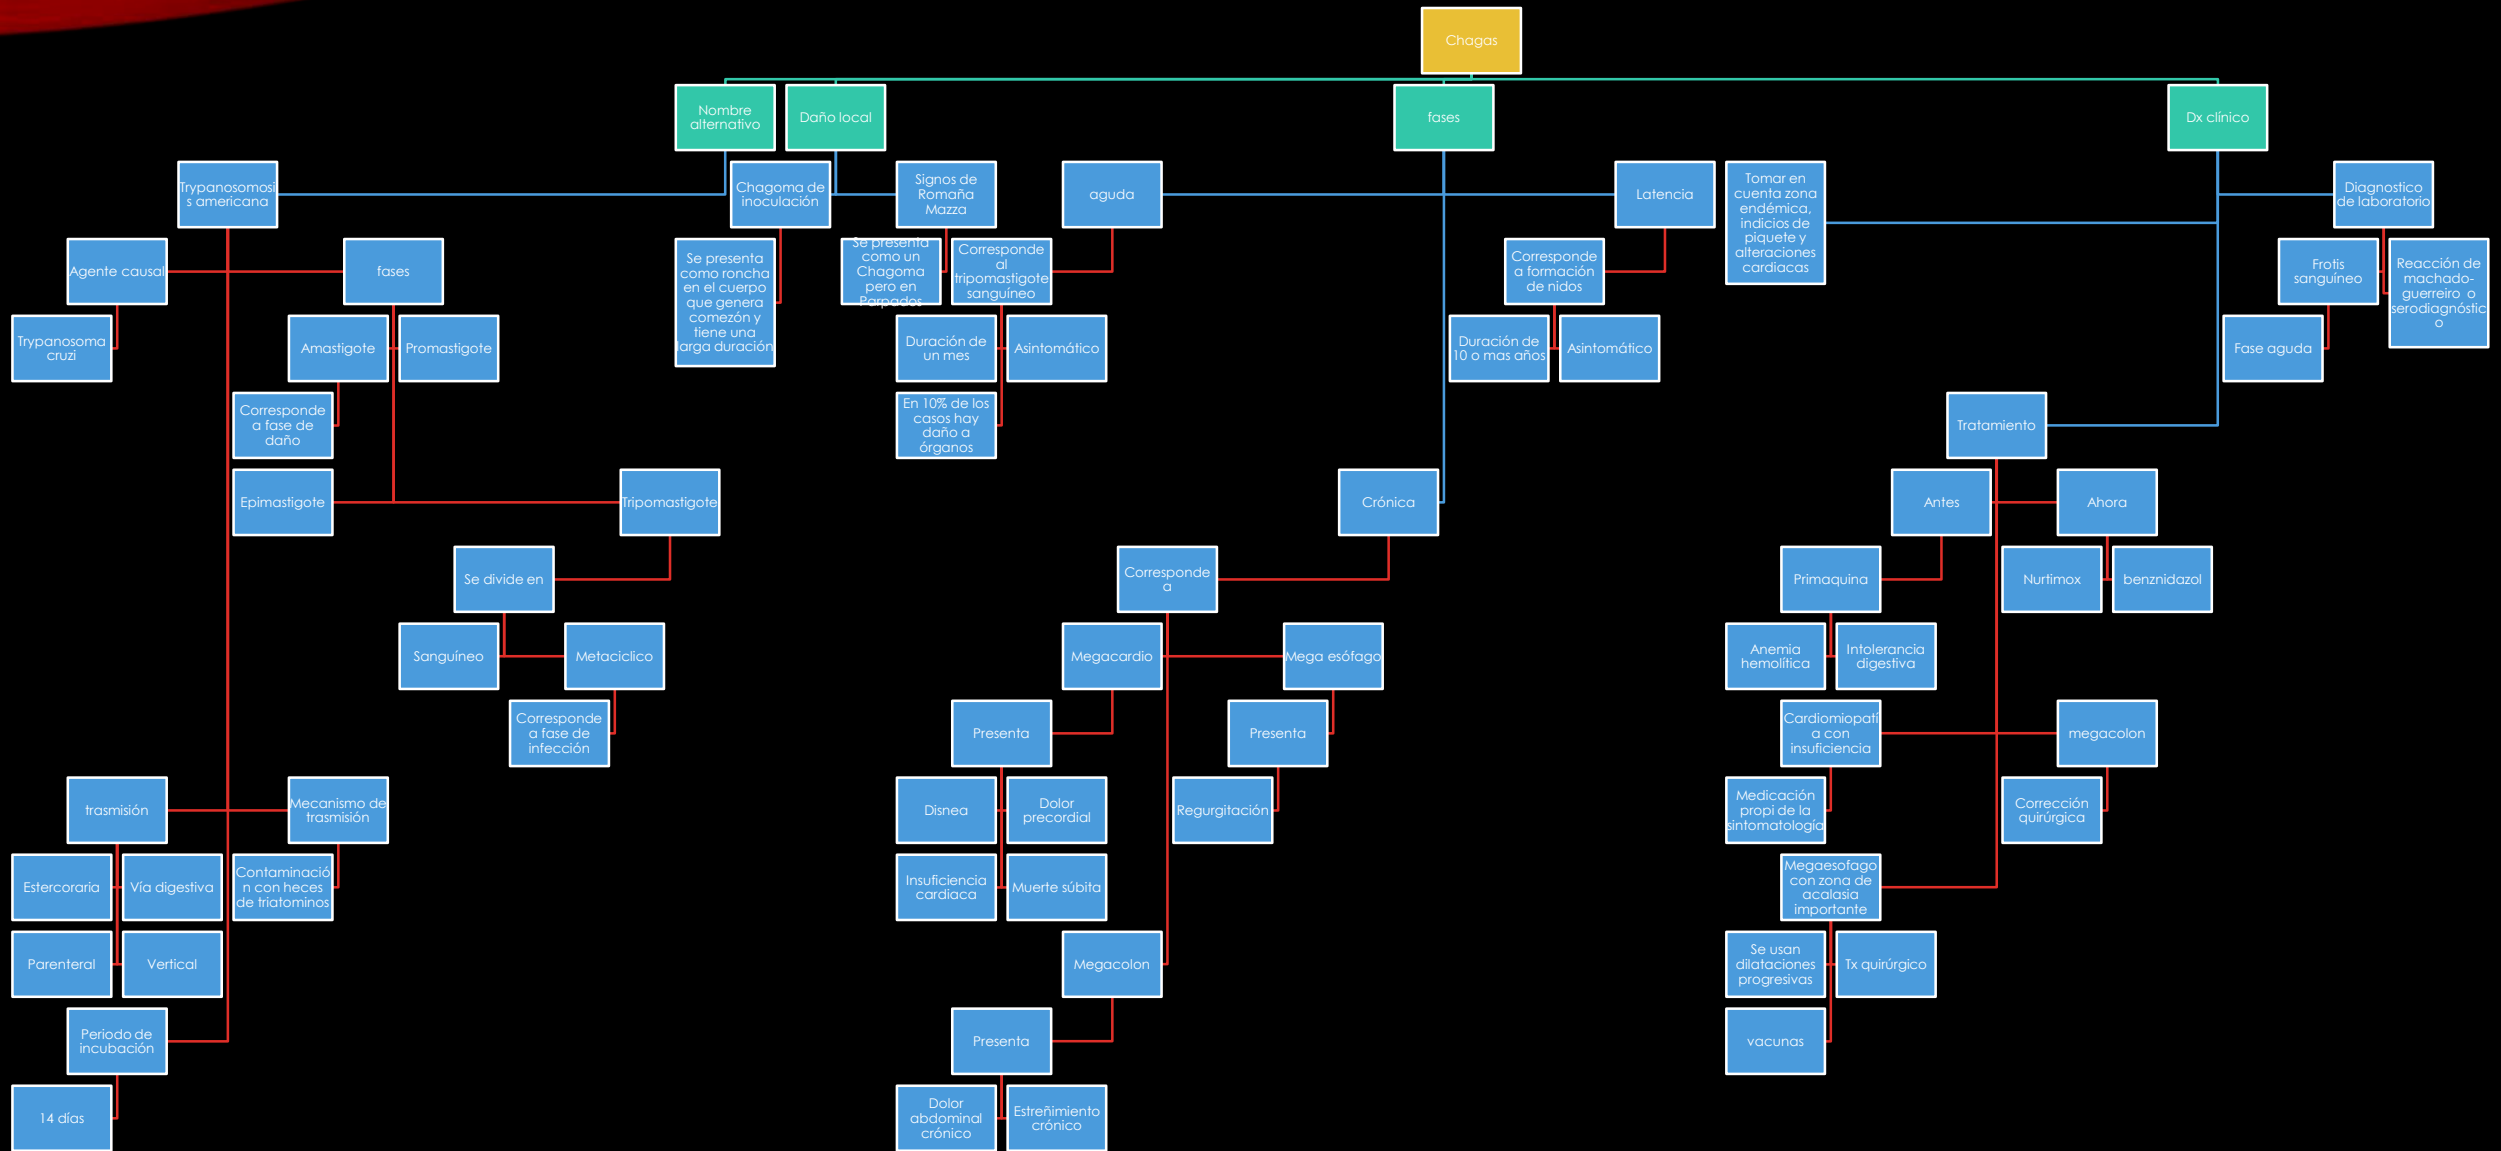 Chagas
Nombre
alternativo
Daño local
fases
Dx clínico
Trypanosomosi
s americana
Chagoma de
inoculación
Signos de
Romaña
Mazza
aguda
Latencia
Tomar en
cuenta zona
endémica,
indicios de
piquete y
alteraciones
cardiacas
Diagnostico
de laboratorio
Agente causal
fases
Se presenta
como roncha
en el cuerpo
que genera
comezón y
tiene una
larga duración
Se presenta
como un
Chagoma
pero en
Parpados
Corresponde
al
tripomastigote
sanguíneo
Corresponde
a formación
de nidos
Frotis
sanguíneo
Reacción de
machado-
guerreiro o
serodiagnóstic
o
Trypanosoma
cruzi
Amastigote
Promastigote
Duración de
un mes
Asintomático
Duración de
10 o mas años
Asintomático
Fase aguda
Corresponde
a fase de
daño
En 10% de los
casos hay
daño a
órganos
Tratamiento
Epimastigote
Tripomastigote
Crónica
Antes
Ahora
Se divide en
Corresponde
a
Primaquina
Nurtimox
benznidazol
Sanguíneo
Metaciclico
Megacardio
Mega esófago
Anemia
hemolítica
Intolerancia
digestiva
Corresponde
a fase de
infección
Presenta
Presenta
Cardiomiopatí
a con
insuficiencia
megacolon
trasmisión
Mecanismo de
trasmisión
Disnea
Dolor
precordial
Regurgitación
Medicación
propi de la
sintomatología
Corrección
quirúrgica
Estercoraria
Vía digestiva
Contaminació
n con heces
de triatominos
Insuficiencia
cardiaca
Muerte súbita
Megaesofago
con zona de
acalasia
importante
Parenteral
Vertical
Megacolon
Se usan
dilataciones
progresivas
Tx quirúrgico
Periodo de
incubación
Presenta
vacunas
14 días
Dolor
abdominal
crónico
Estreñimiento
crónico